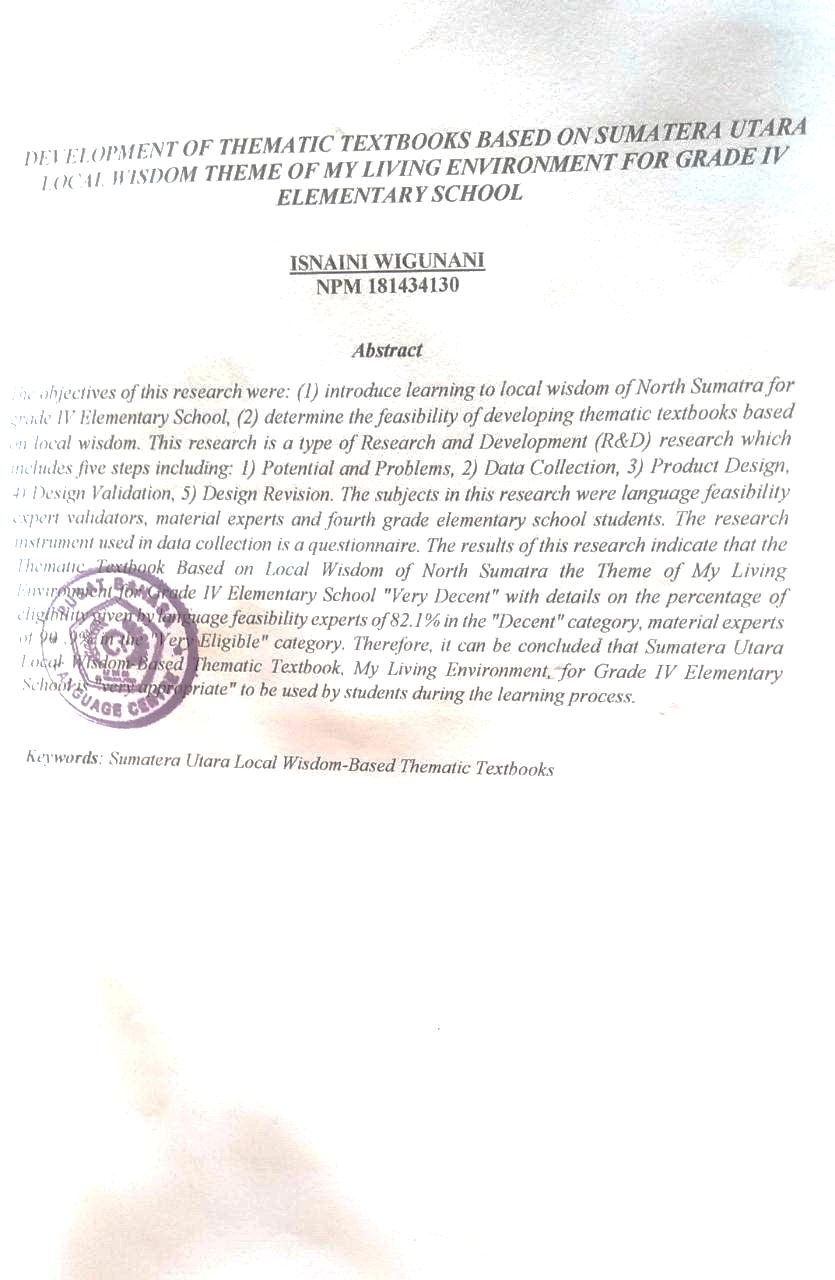 DEVELOPMENT OF THEMATIC TEXTBOOKS BASED ON SUMATERA UTARA
LOCAL WISDOM THEME OF MY LIVING ENVIRONMENT FOR GRADE IV
ELEMENTARY SCHOOL
ISNAINI WIGUNANI
NPM 181434130
Abstract
The objectives of this research were: (1) introduce learning to local wisdom of North Sumatra for
grade IV Elementary School, (2) determine the feasibility of developing thematic textbooks based
on local wisdom. This research is a type of Research and Development (R&D) research which
includes five steps including: 1) Potential and Problems, 2) Data Collection, 3) Product Design,
4) Design Validation, 5) Design Revision. The subjects in this research were language feasibility
expert validators, material experts and fourth grade elementary school students. The research
instrument used in data collection is a questionnaire. The results of this research indicate that the
Thematic Textbook Based on Local Wisdom of North Sumatra the Theme of My Living
Environment for Grade IV Elementary School "Very Decent" with details on the percentage of
eligibility given by language feasibility experts of 82.1% in the "Decent" category, material experts
of in the "Very Eligible" category. Therefore, it can be concluded that Sumatera Utara
Local Wisdom-Based Thematic Textbook, My Living Environment, for Grade IV Elementary
School is "very appropriate" to be used by students during the learning process.
PUSAT BAHASA
LANGUAGE CENTRE
Keywords: Sumatera Utara Local Wisdom-Based Thematic Textbooks